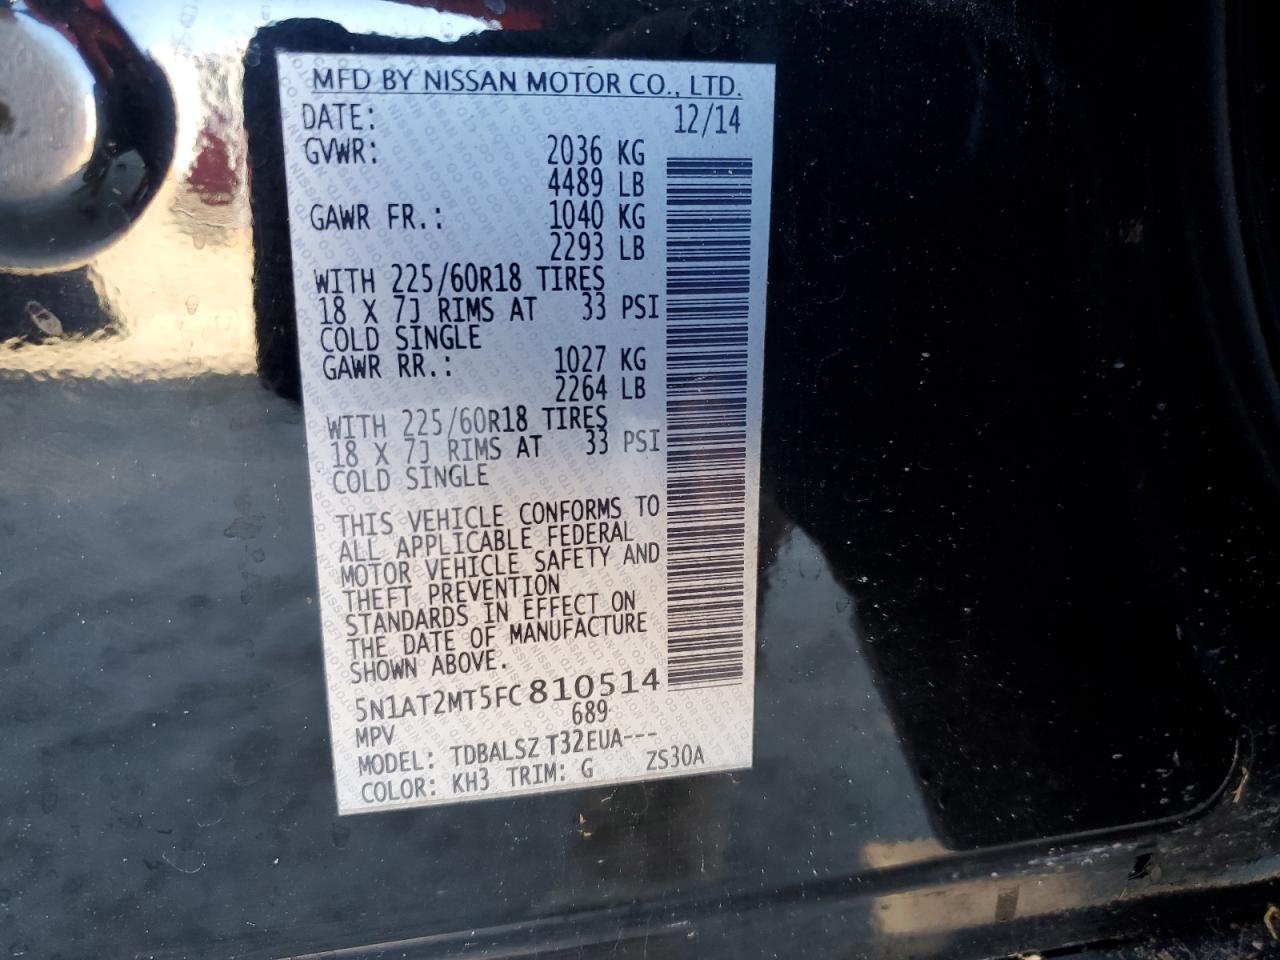 MFD BY NISSAN MOTOR CO., LTD.
DATE: 12/14
GVWR: 2036 KG
4489 LB
GAWR FR.: 1040 KG
2293 LB
WITH 225/60R18 TIRES
18 X 7J RIMS AT 33 PSI
COLD SINGLE
GAWR RR.: 1027 KG
2264 LB
WITH 225/60R18 TIRES
18 X 7J RIMS AT 33 PSI
COLD SINGLE
THIS VEHICLE CONFORMS TO
ALL APPLICABLE FEDERAL
MOTOR VEHICLE SAFETY AND
THEFT PREVENTION
STANDARDS IN EFFECT ON
THE DATE OF MANUFACTURE
SHOWN ABOVE.
5N1AT2MT5FC810514
MPV 689
MODEL: TDBALSZ T32EUA---
COLOR: KH3 TRIM: G ZS30A